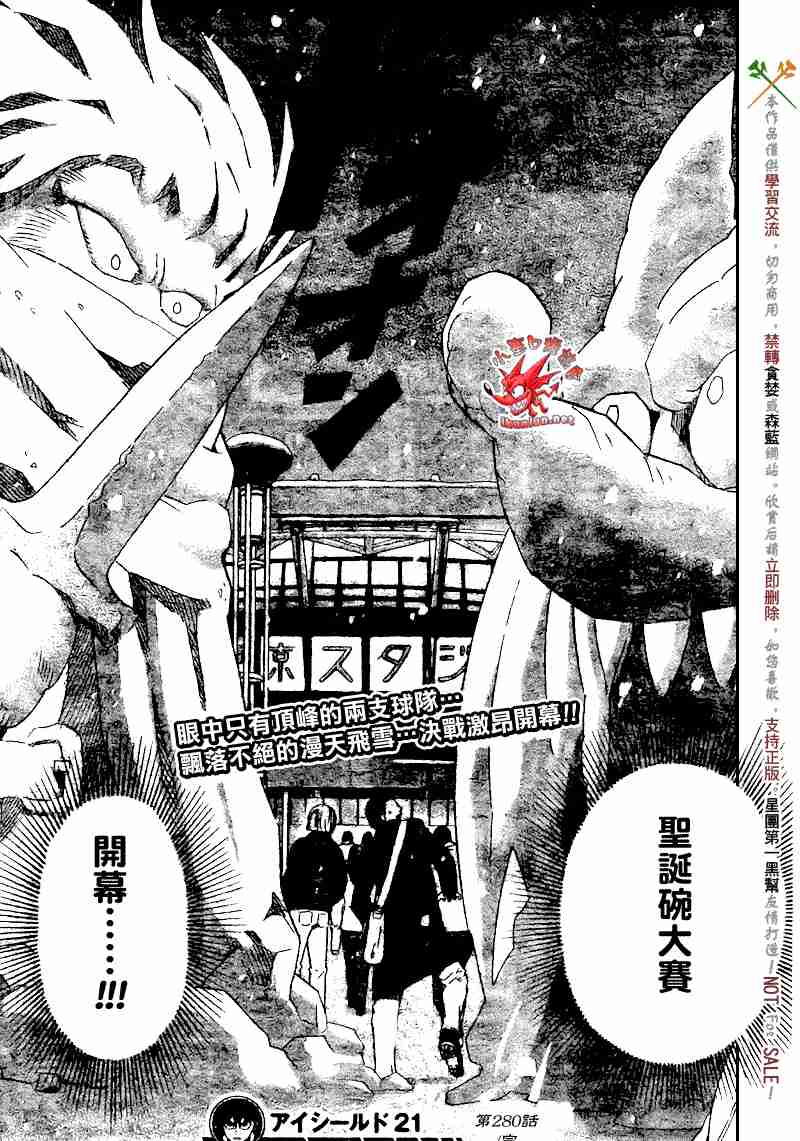 聖誕碗大賽
開幕……!!!
眼中只有頂峰的兩支球隊…
飄落不絕的漫天飛雪…決戰激昂開幕!!
京スタジ
オオン
アイシールド21
第280話
/完
本作品僅供學習交流，切勿商用，禁轉貪婪或森藍網站。欣賞后請立即删除，如您喜歡，支持正版。星團第一黑幫友情打造—NOT For SALE—